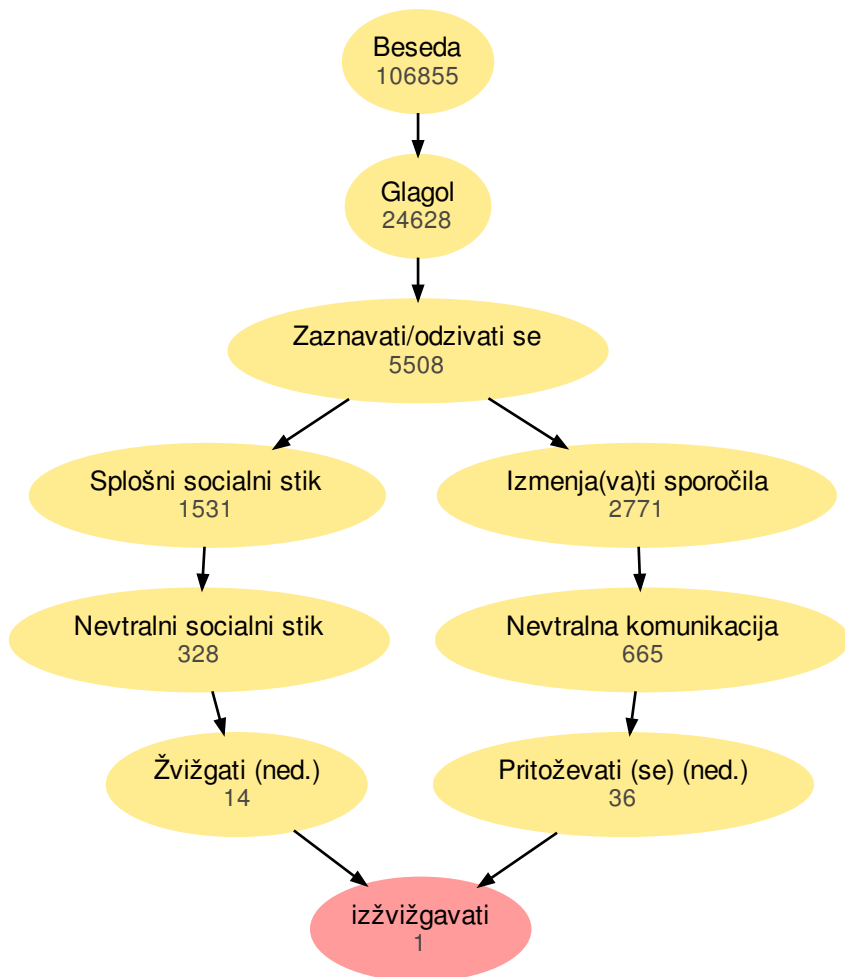 Beseda
106855
Glagol
24628
Zaznavati/odzivati se
5508
Splošni socialni stik
1531
Izmenja(va)ti sporočila
2771
Nevtralni socialni stik
328
Nevtralna komunikacija
665
Žvižgati (ned.)
14
Pritoževati (se) (ned.)
36
izžvižgavati
1